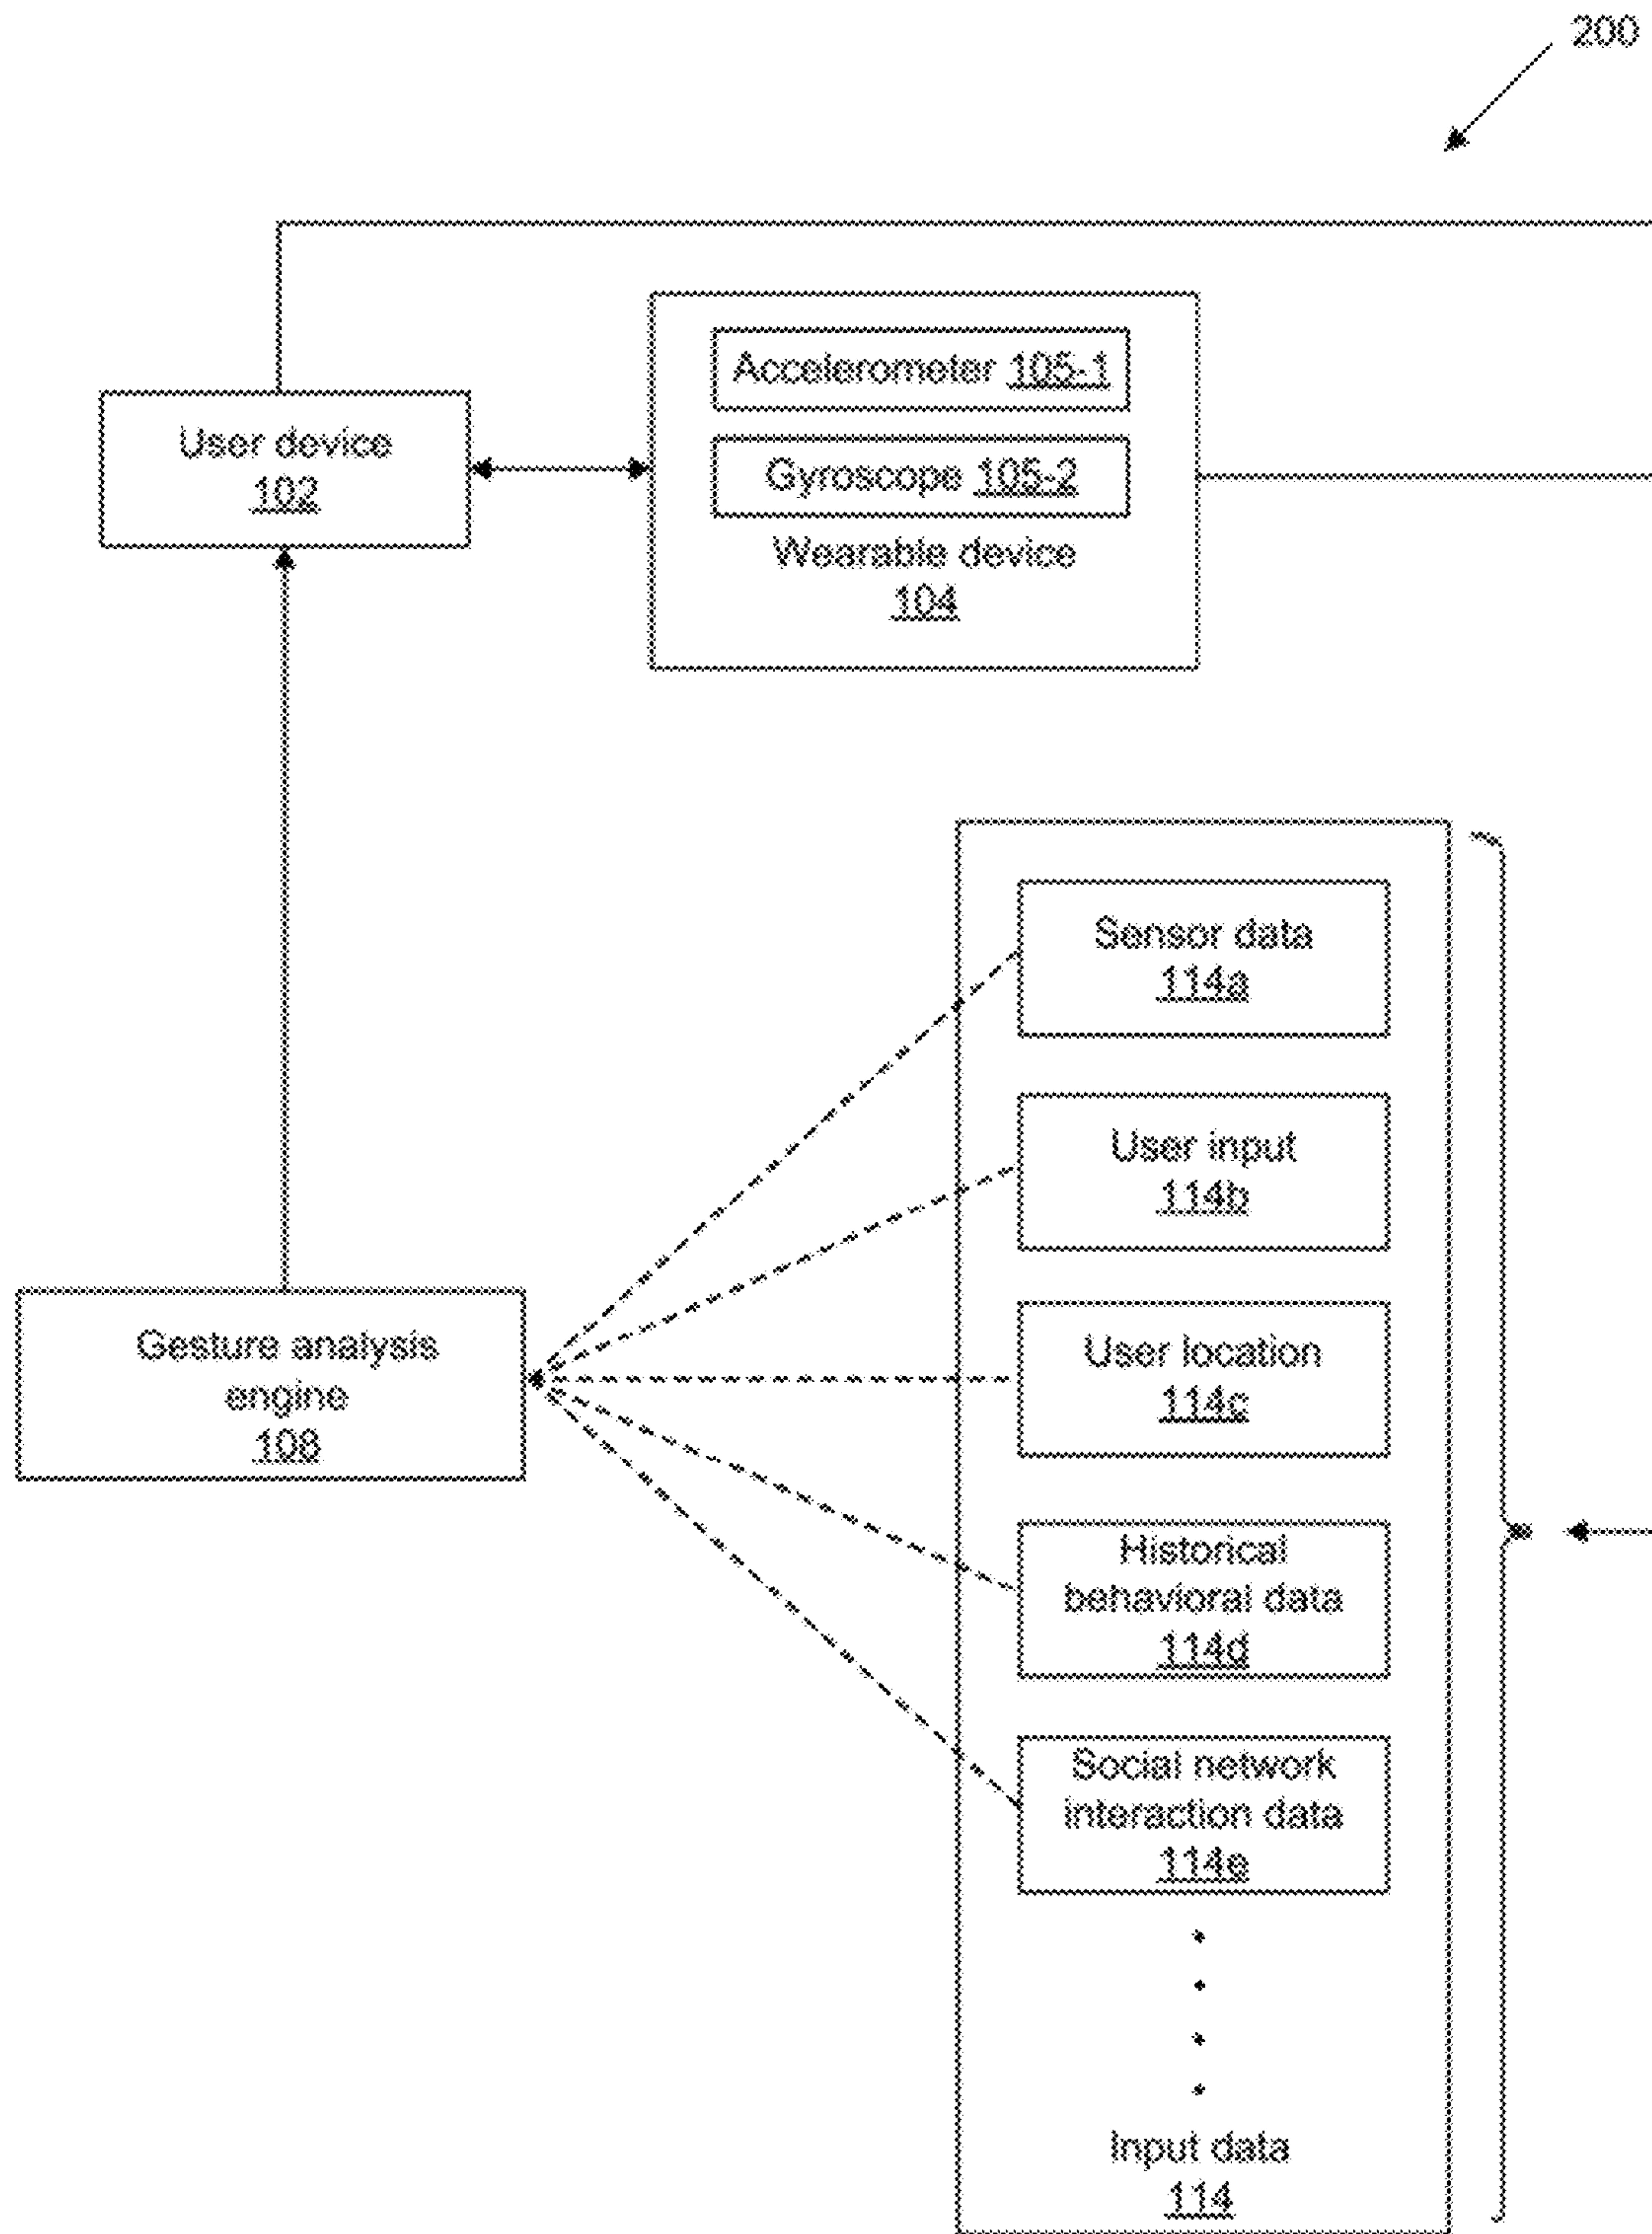 200
Accelerometer 105-1
User device
102
Gyroscope 105-2
Wearable device
104
Sensor data
114a
User input
114b
Gesture analysis
engine
108
User location
114c
Historical
behavioral data
114d
Social network
interaction data
114e
Input data
114